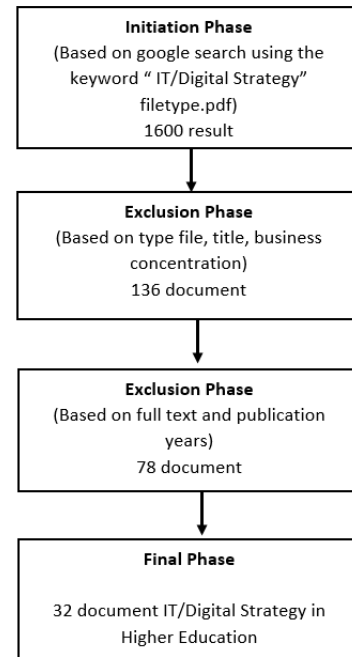 Initiation Phase
(Based on google search using the
keyword “ IT/Digital Strategy”
filetype.pdf)
1600 result
Exclusion Phase
(Based on type file, title, business
concentration)
136 document
Exclusion Phase
(Based on full text and publication
years)
78 document
Final Phase
32 document IT/Digital Strategy in
Higher Education